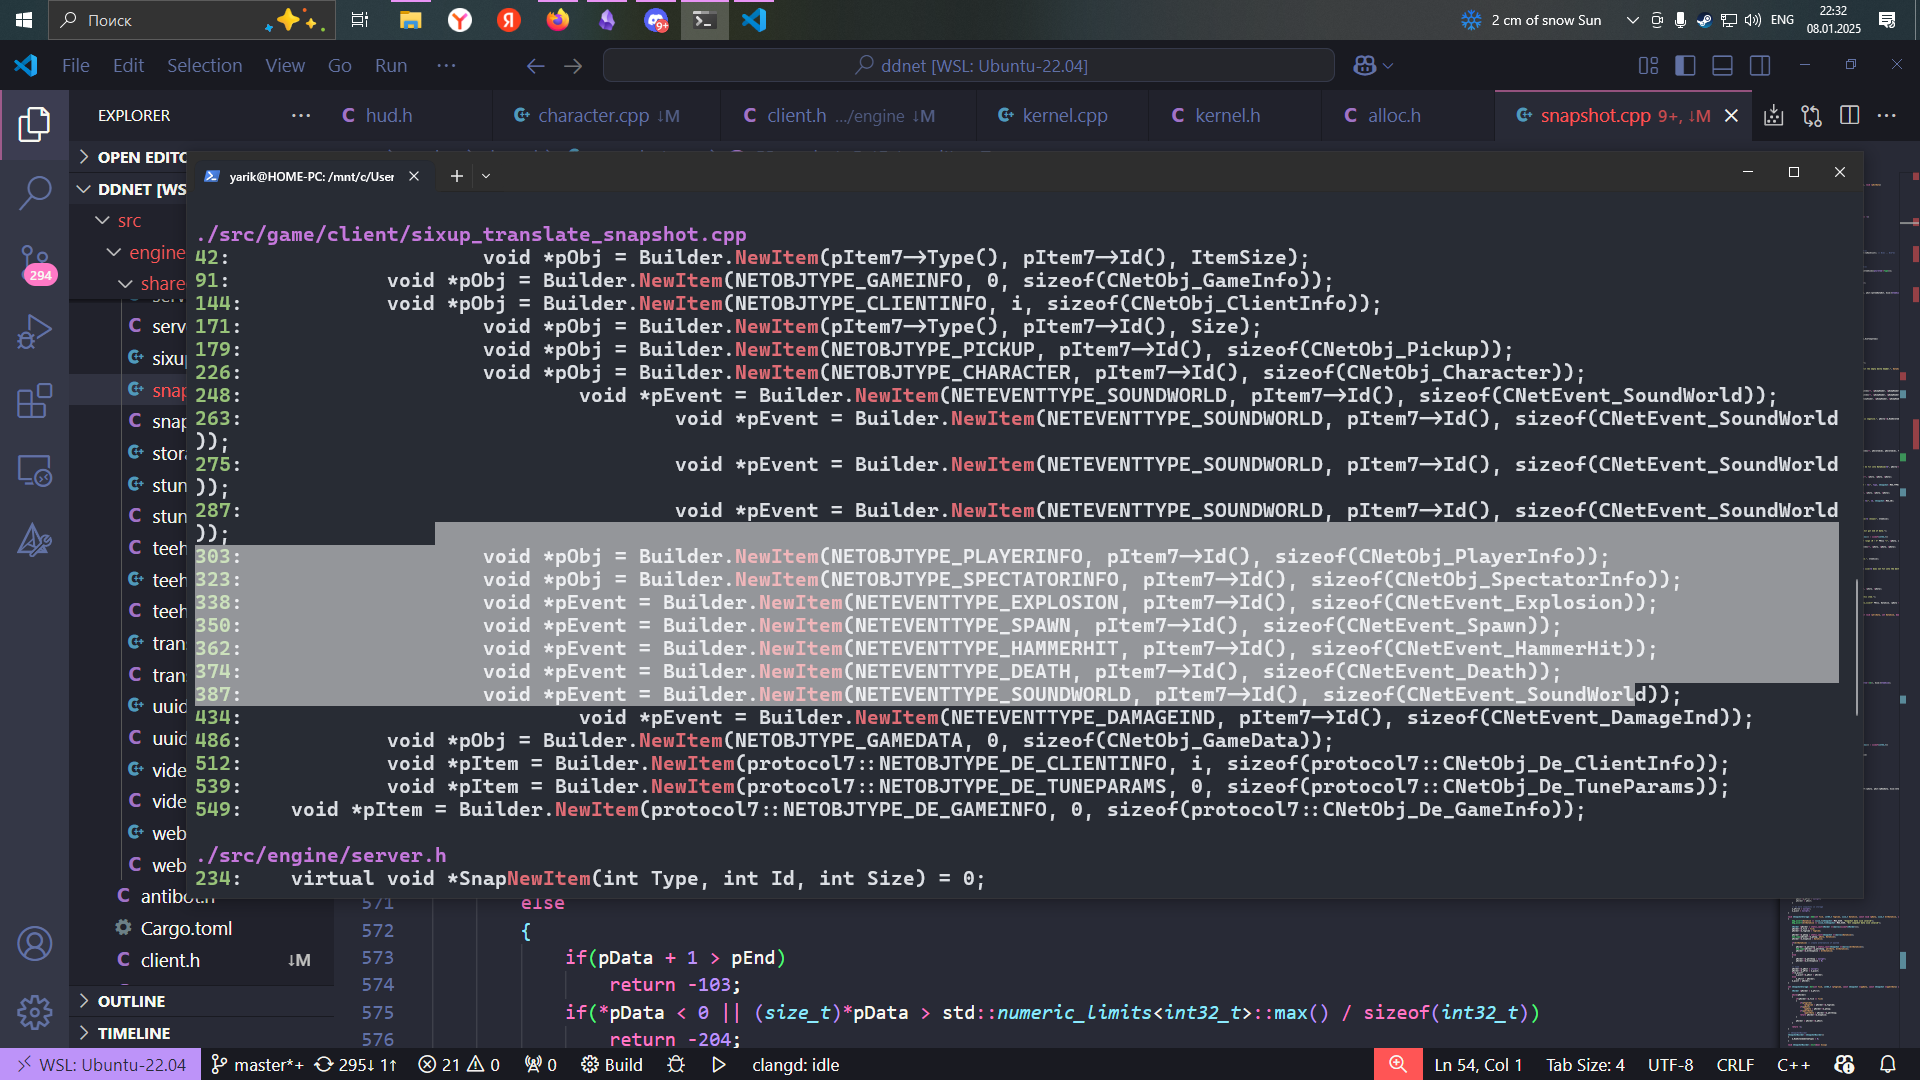 Поиск
2 cm of snow Sun
ENG
22:32
08.01.2025
File Edit Selection View Go Run ···
ddnet [WSL: Ubuntu-22.04]
EXPLORER ···
hud.h
character.cpp ↓M
client.h .../engine ↓M
kernel.cpp
kernel.h
alloc.h
snapshot.cpp 9+, ↓M
OPEN EDITO
DDNET [WS
src
engine
share
serv
sixu
snap
snap
stora
stun
stun
teeh
teeh
teeh
tran
tran
uuid
uuid
vide
vide
web
web
antibot.h
Cargo.toml
client.h ↓M
OUTLINE
TIMELINE
294
yarik@HOME-PC: /mnt/c/User
./src/game/client/sixup_translate_snapshot.cpp
42: void *pObj = Builder.NewItem(pItem7->Type(), pItem7->Id(), ItemSize);
91: void *pObj = Builder.NewItem(NETOBJTYPE_GAMEINFO, 0, sizeof(CNetObj_GameInfo));
144: void *pObj = Builder.NewItem(NETOBJTYPE_CLIENTINFO, i, sizeof(CNetObj_ClientInfo));
171: void *pObj = Builder.NewItem(pItem7->Type(), pItem7->Id(), Size);
179: void *pObj = Builder.NewItem(NETOBJTYPE_PICKUP, pItem7->Id(), sizeof(CNetObj_Pickup));
226: void *pObj = Builder.NewItem(NETOBJTYPE_CHARACTER, pItem7->Id(), sizeof(CNetObj_Character));
248: void *pEvent = Builder.NewItem(NETEVENTTYPE_SOUNDWORLD, pItem7->Id(), sizeof(CNetEvent_SoundWorld));
263: void *pEvent = Builder.NewItem(NETEVENTTYPE_SOUNDWORLD, pItem7->Id(), sizeof(CNetEvent_SoundWorld
));
275: void *pEvent = Builder.NewItem(NETEVENTTYPE_SOUNDWORLD, pItem7->Id(), sizeof(CNetEvent_SoundWorld
));
287: void *pEvent = Builder.NewItem(NETEVENTTYPE_SOUNDWORLD, pItem7->Id(), sizeof(CNetEvent_SoundWorld
));
303: void *pObj = Builder.NewItem(NETOBJTYPE_PLAYERINFO, pItem7->Id(), sizeof(CNetObj_PlayerInfo));
323: void *pObj = Builder.NewItem(NETOBJTYPE_SPECTATORINFO, pItem7->Id(), sizeof(CNetObj_SpectatorInfo));
338: void *pEvent = Builder.NewItem(NETEVENTTYPE_EXPLOSION, pItem7->Id(), sizeof(CNetEvent_Explosion));
350: void *pEvent = Builder.NewItem(NETEVENTTYPE_SPAWN, pItem7->Id(), sizeof(CNetEvent_Spawn));
362: void *pEvent = Builder.NewItem(NETEVENTTYPE_HAMMERHIT, pItem7->Id(), sizeof(CNetEvent_HammerHit));
374: void *pEvent = Builder.NewItem(NETEVENTTYPE_DEATH, pItem7->Id(), sizeof(CNetEvent_Death));
387: void *pEvent = Builder.NewItem(NETEVENTTYPE_SOUNDWORLD, pItem7->Id(), sizeof(CNetEvent_SoundWorld));
434: void *pEvent = Builder.NewItem(NETEVENTTYPE_DAMAGEIND, pItem7->Id(), sizeof(CNetEvent_DamageInd));
486: void *pObj = Builder.NewItem(NETOBJTYPE_GAMEDATA, 0, sizeof(CNetObj_GameData));
512: void *pItem = Builder.NewItem(protocol7::NETOBJTYPE_DE_CLIENTINFO, i, sizeof(protocol7::CNetObj_De_ClientInfo));
539: void *pItem = Builder.NewItem(protocol7::NETOBJTYPE_DE_TUNEPARAMS, 0, sizeof(protocol7::CNetObj_De_TuneParams));
549: void *pItem = Builder.NewItem(protocol7::NETOBJTYPE_DE_GAMEINFO, 0, sizeof(protocol7::CNetObj_De_GameInfo));
./src/engine/server.h
234: virtual void *SnapNewItem(int Type, int Id, int Size) = 0;
571 else
572 {
573 if(pData + 1 > pEnd)
574 return -103;
575 if(*pData < 0 || (size_t)*pData > std::numeric_limits<int32_t>::max() / sizeof(int32_t))
576 return -204;
WSL: Ubuntu-22.04 master*+ 295↓ 1↑ 21 0 0 Build clangd: idle
Ln 54, Col 1 Tab Size: 4 UTF-8 CRLF C++